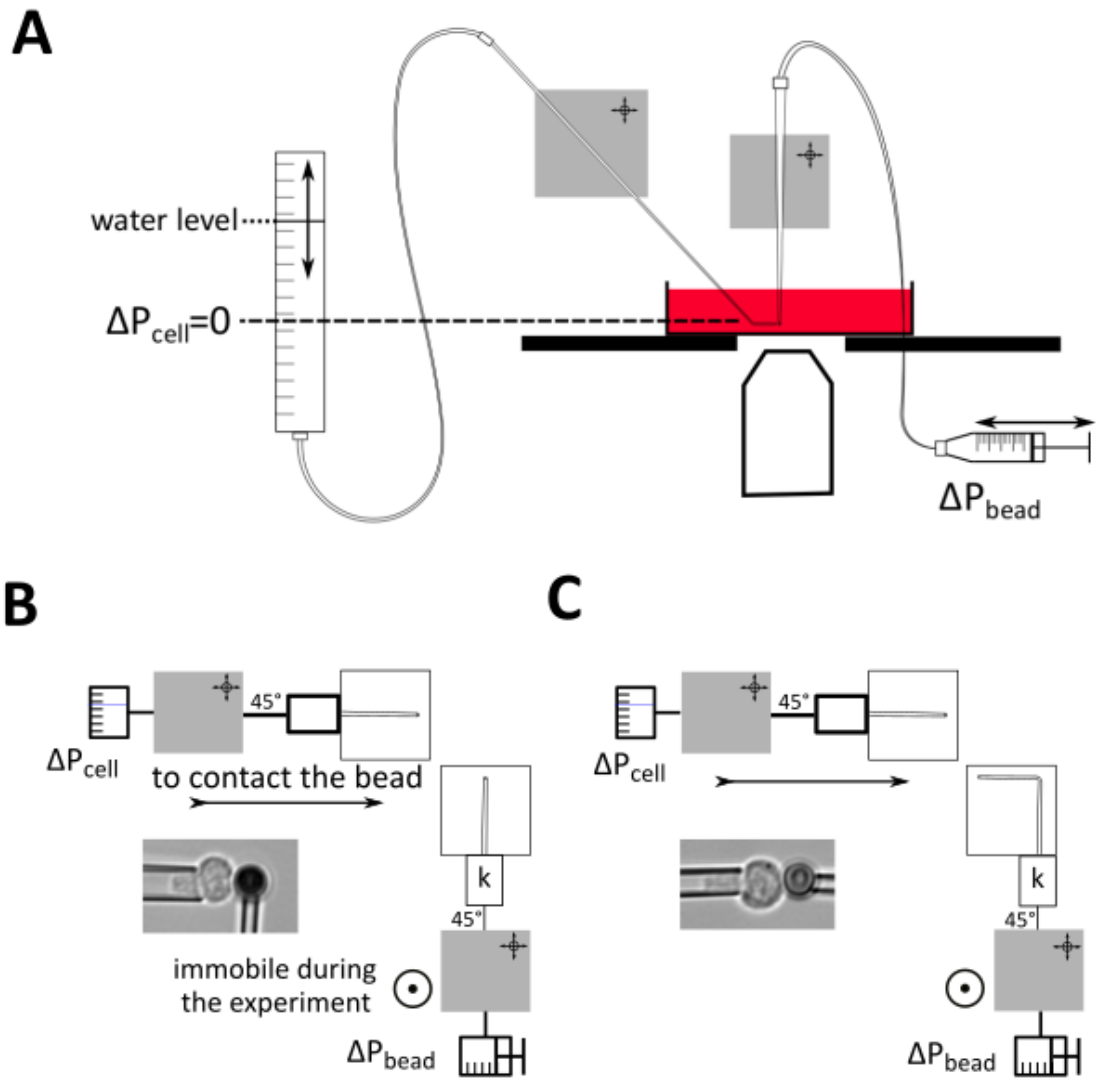 A
water level
ΔPcell=0
ΔPbead
B
45°
ΔPcell
to contact the bead
k
45°
immobile during
the experiment
ΔPbead
C
45°
ΔPcell
k
45°
ΔPbead